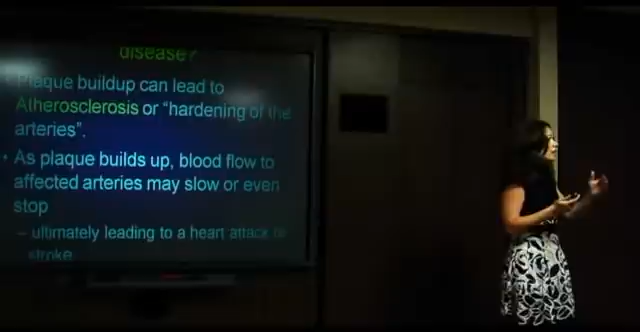 disease?
• Plaque buildup can lead to
Atherosclerosis or "hardening of the
arteries".
• As plaque builds up, blood flow to
affected arteries may slow or even
stop
– ultimately leading to a heart attack or
stroke